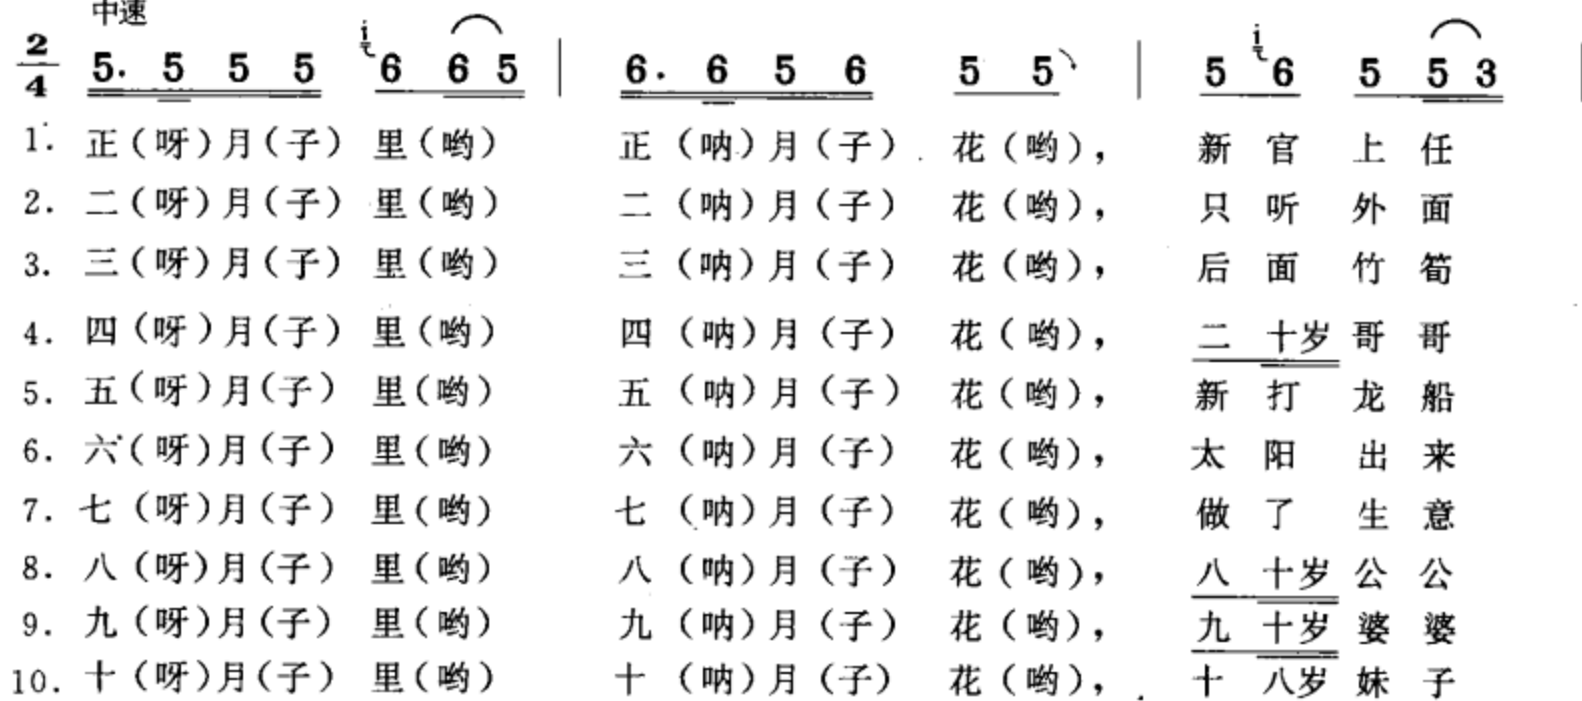 中速
2/4 5. 5 5 5 i 6 6 5 | 6. 6 5 6 5 5 | 5 i 6 5 5 3 |
1. 正（呀）月（子）里（哟） 正（呐）月（子）花（哟）， 新官上任
2. 二（呀）月（子）里（哟） 二（呐）月（子）花（哟）， 只听外面
3. 三（呀）月（子）里（哟） 三（呐）月（子）花（哟）， 后面竹筍
4. 四（呀）月（子）里（哟） 四（呐）月（子）花（哟）， 二十岁哥哥
5. 五（呀）月（子）里（哟） 五（呐）月（子）花（哟）， 新打龙船
6. 六（呀）月（子）里（哟） 六（呐）月（子）花（哟）， 太阳出来
7. 七（呀）月（子）里（哟） 七（呐）月（子）花（哟）， 做了生意
8. 八（呀）月（子）里（哟） 八（呐）月（子）花（哟）， 八十岁公公
9. 九（呀）月（子）里（哟） 九（呐）月（子）花（哟）， 九十岁婆婆
10. 十（呀）月（子）里（哟） 十（呐）月（子）花（哟）， 十八岁妹子